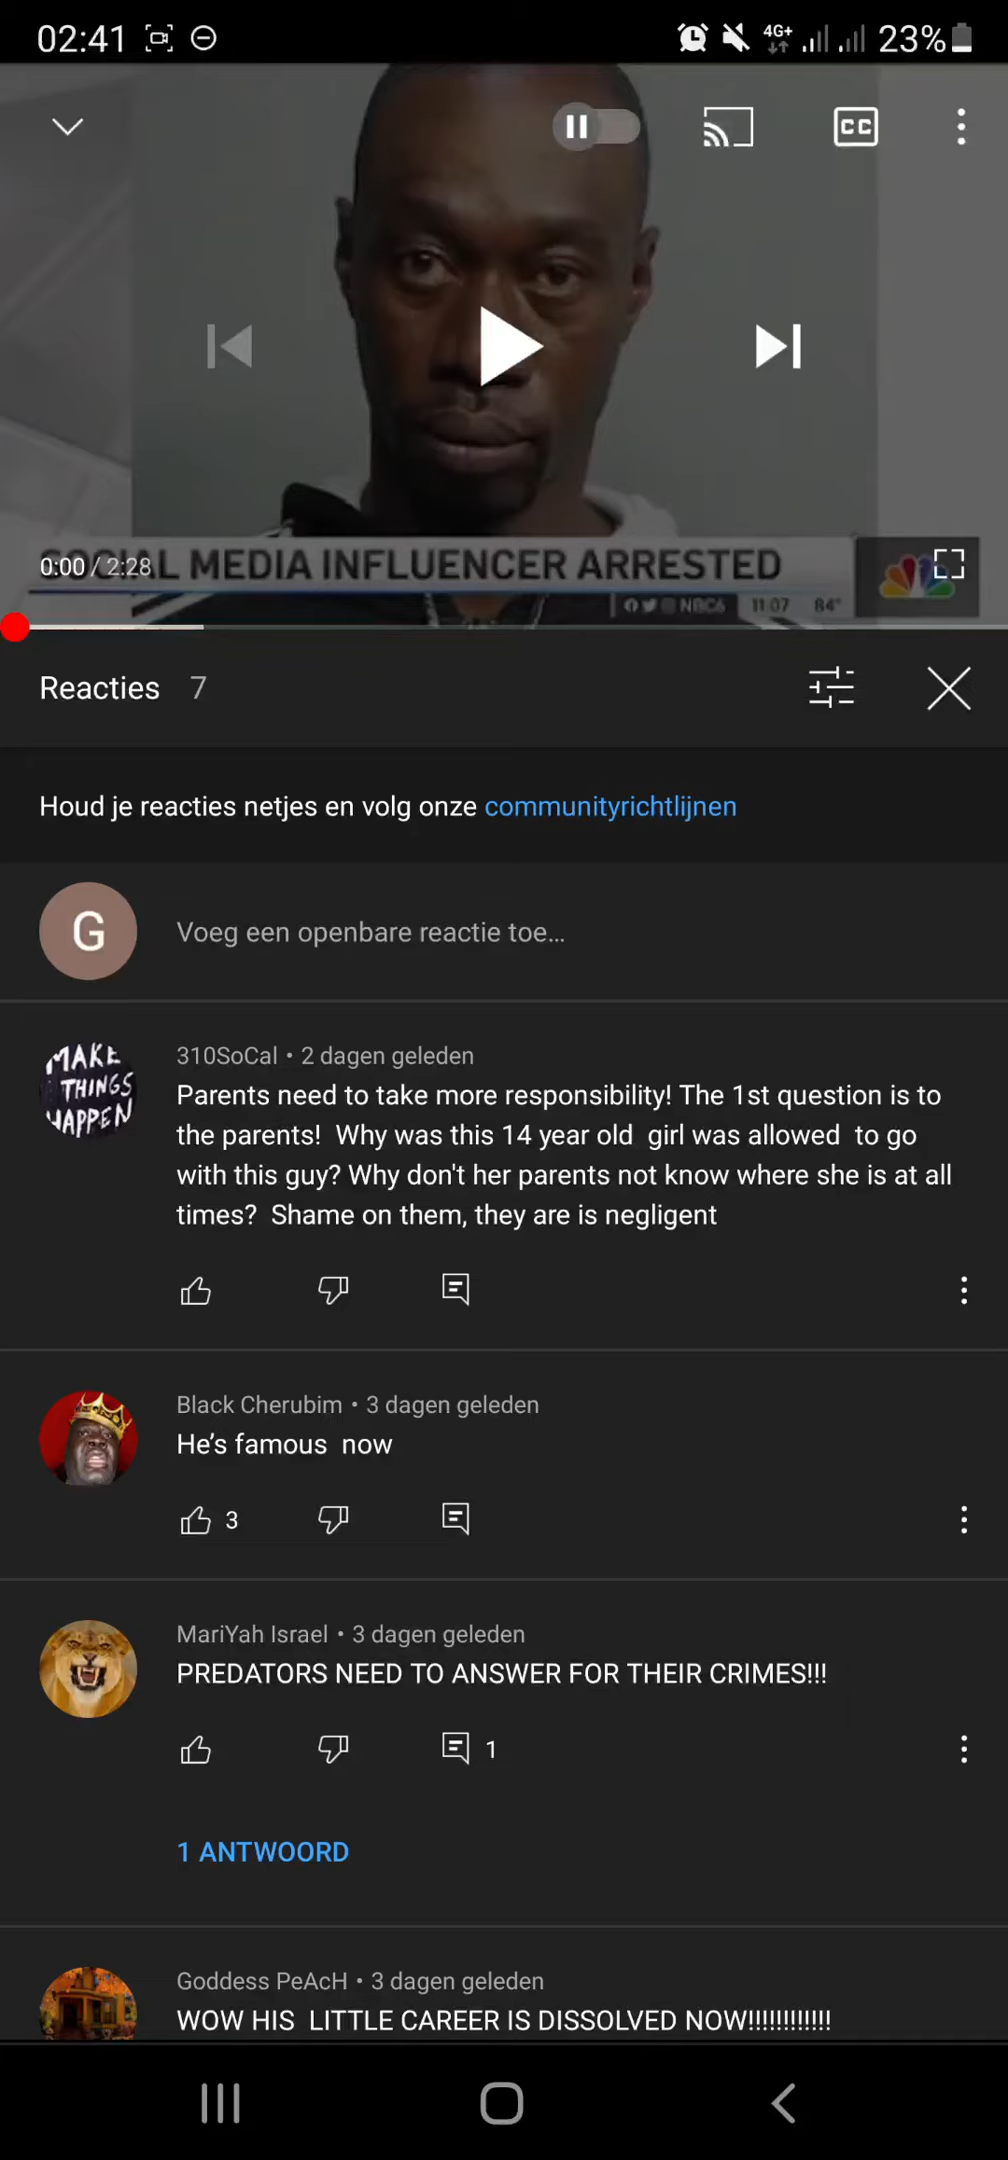 02:41 4G+ 23%
CC
SOCIAL MEDIA INFLUENCER ARRESTED
0:00 / 2:28
NBC6 11:07 84°
Reacties 7
Houd je reacties netjes en volg onze communityrichtlijnen
G Voeg een openbare reactie toe...
MAKE
THINGS
HAPPEN
310SoCal • 2 dagen geleden
Parents need to take more responsibility! The 1st question is to
the parents!  Why was this 14 year old  girl was allowed  to go
with this guy? Why don't her parents not know where she is at all
times?  Shame on them, they are is negligent
Black Cherubim • 3 dagen geleden
He's famous  now
3
MariYah Israel • 3 dagen geleden
PREDATORS NEED TO ANSWER FOR THEIR CRIMES!!!
1
1 ANTWOORD
Goddess PeAcH • 3 dagen geleden
WOW HIS  LITTLE CAREER IS DISSOLVED NOW!!!!!!!!!!!!